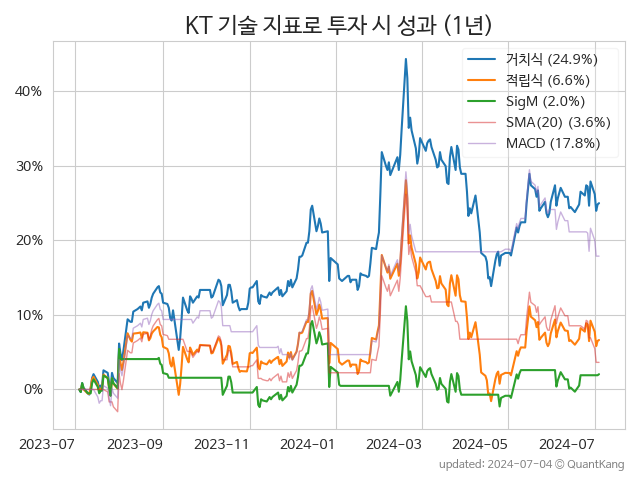 KT 기술 지표로 투자 시 성과 (1년)
거치식 (24.9%)
적립식 (6.6%)
SigM (2.0%)
SMA(20) (3.6%)
MACD (17.8%)
40%
30%
20%
10%
0%
2023-07 2023-09 2023-11 2024-01 2024-03 2024-05 2024-07
updated: 2024-07-04 © QuantKang